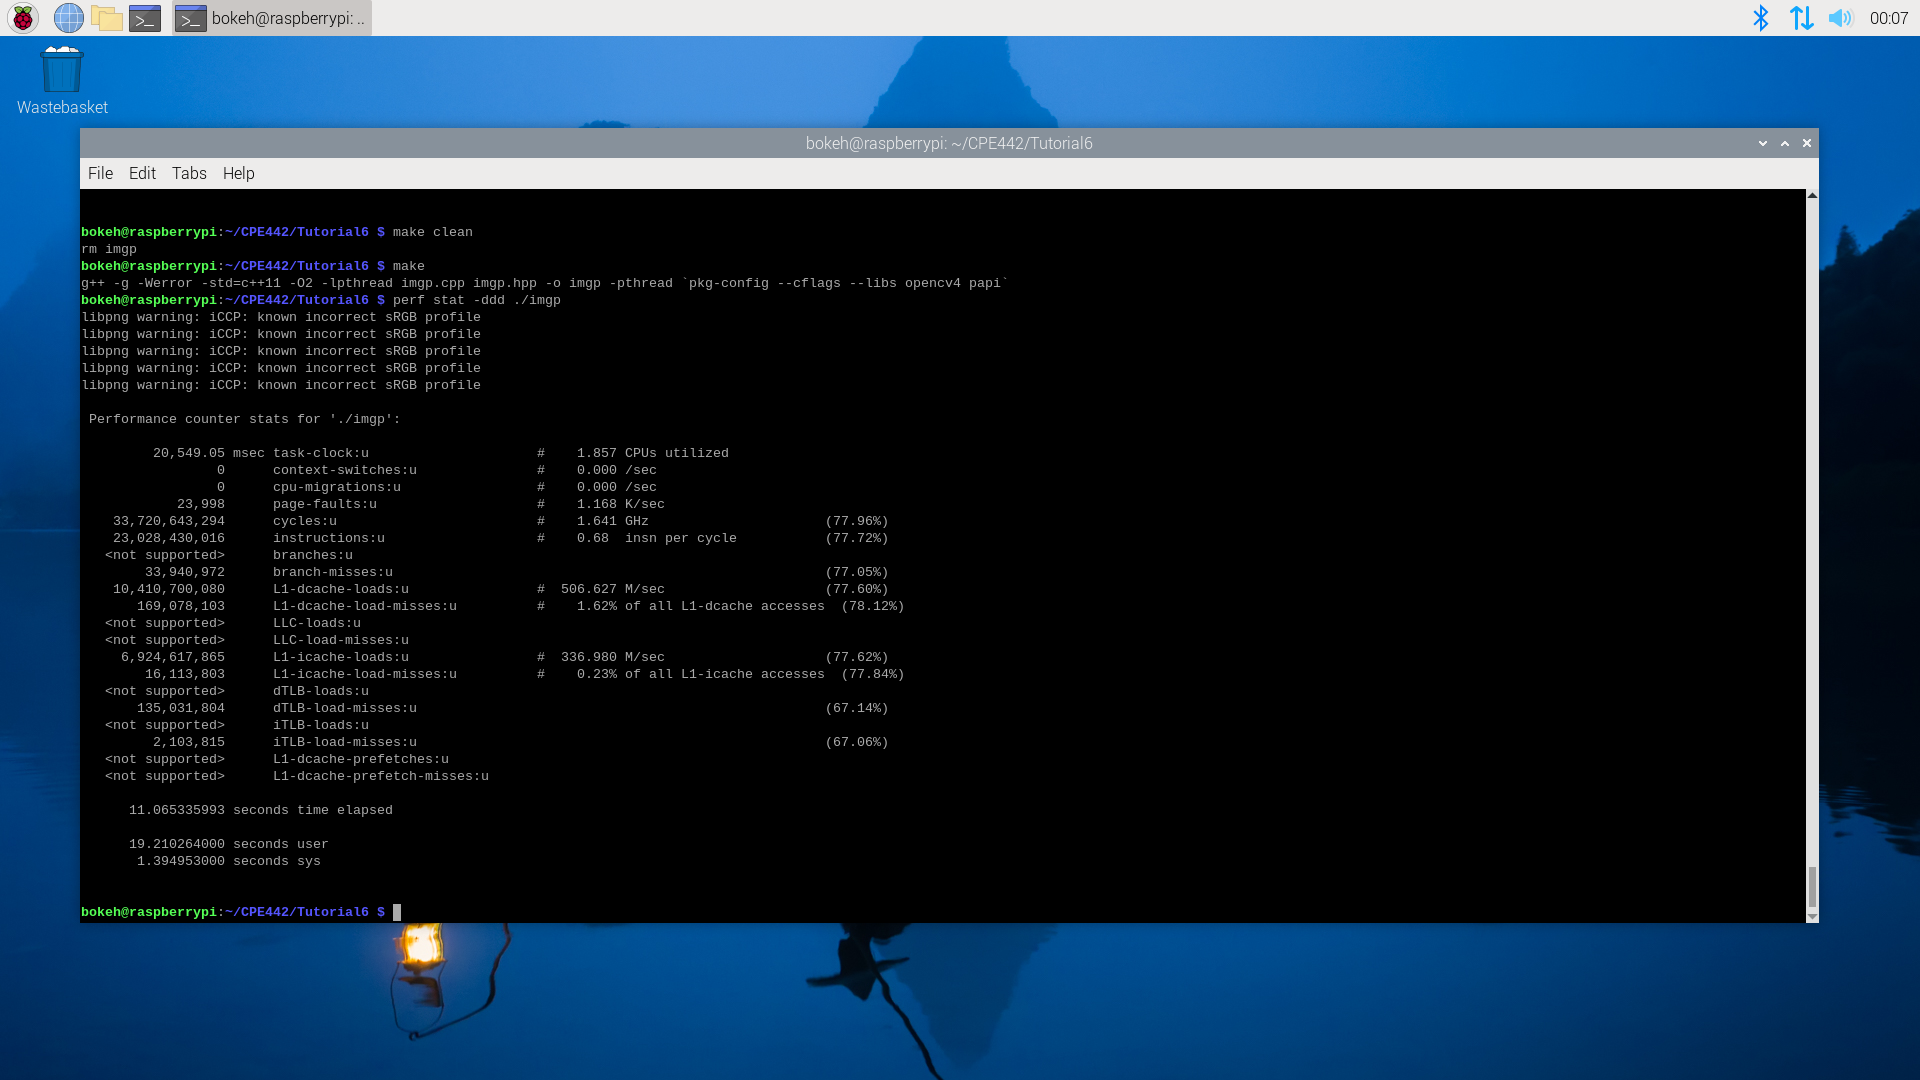 bokeh@raspberrypi: ..
00:07
Wastebasket
bokeh@raspberrypi: ~/CPE442/Tutorial6
File Edit Tabs Help
bokeh@raspberrypi:~/CPE442/Tutorial6 $ make clean
rm imgp
bokeh@raspberrypi:~/CPE442/Tutorial6 $ make
g++ -g -Werror -std=c++11 -O2 -lpthread imgp.cpp imgp.hpp -o imgp -pthread `pkg-config --cflags --libs opencv4 papi`
bokeh@raspberrypi:~/CPE442/Tutorial6 $ perf stat -ddd ./imgp
libpng warning: iCCP: known incorrect sRGB profile
libpng warning: iCCP: known incorrect sRGB profile
libpng warning: iCCP: known incorrect sRGB profile
libpng warning: iCCP: known incorrect sRGB profile
libpng warning: iCCP: known incorrect sRGB profile
Performance counter stats for './imgp':
20,549.05 msec task-clock:u # 1.857 CPUs utilized
0 context-switches:u # 0.000 /sec
0 cpu-migrations:u # 0.000 /sec
23,998 page-faults:u # 1.168 K/sec
33,720,643,294 cycles:u # 1.641 GHz (77.96%)
23,028,430,016 instructions:u # 0.68 insn per cycle (77.72%)
<not supported> branches:u
33,940,972 branch-misses:u (77.05%)
10,410,700,080 L1-dcache-loads:u # 506.627 M/sec (77.60%)
169,078,103 L1-dcache-load-misses:u # 1.62% of all L1-dcache accesses (78.12%)
<not supported> LLC-loads:u
<not supported> LLC-load-misses:u
6,924,617,865 L1-icache-loads:u # 336.980 M/sec (77.62%)
16,113,803 L1-icache-load-misses:u # 0.23% of all L1-icache accesses (77.84%)
<not supported> dTLB-loads:u
135,031,804 dTLB-load-misses:u (67.14%)
<not supported> iTLB-loads:u
2,103,815 iTLB-load-misses:u (67.06%)
<not supported> L1-dcache-prefetches:u
<not supported> L1-dcache-prefetch-misses:u
11.065335993 seconds time elapsed
19.210264000 seconds user
1.394953000 seconds sys
bokeh@raspberrypi:~/CPE442/Tutorial6 $